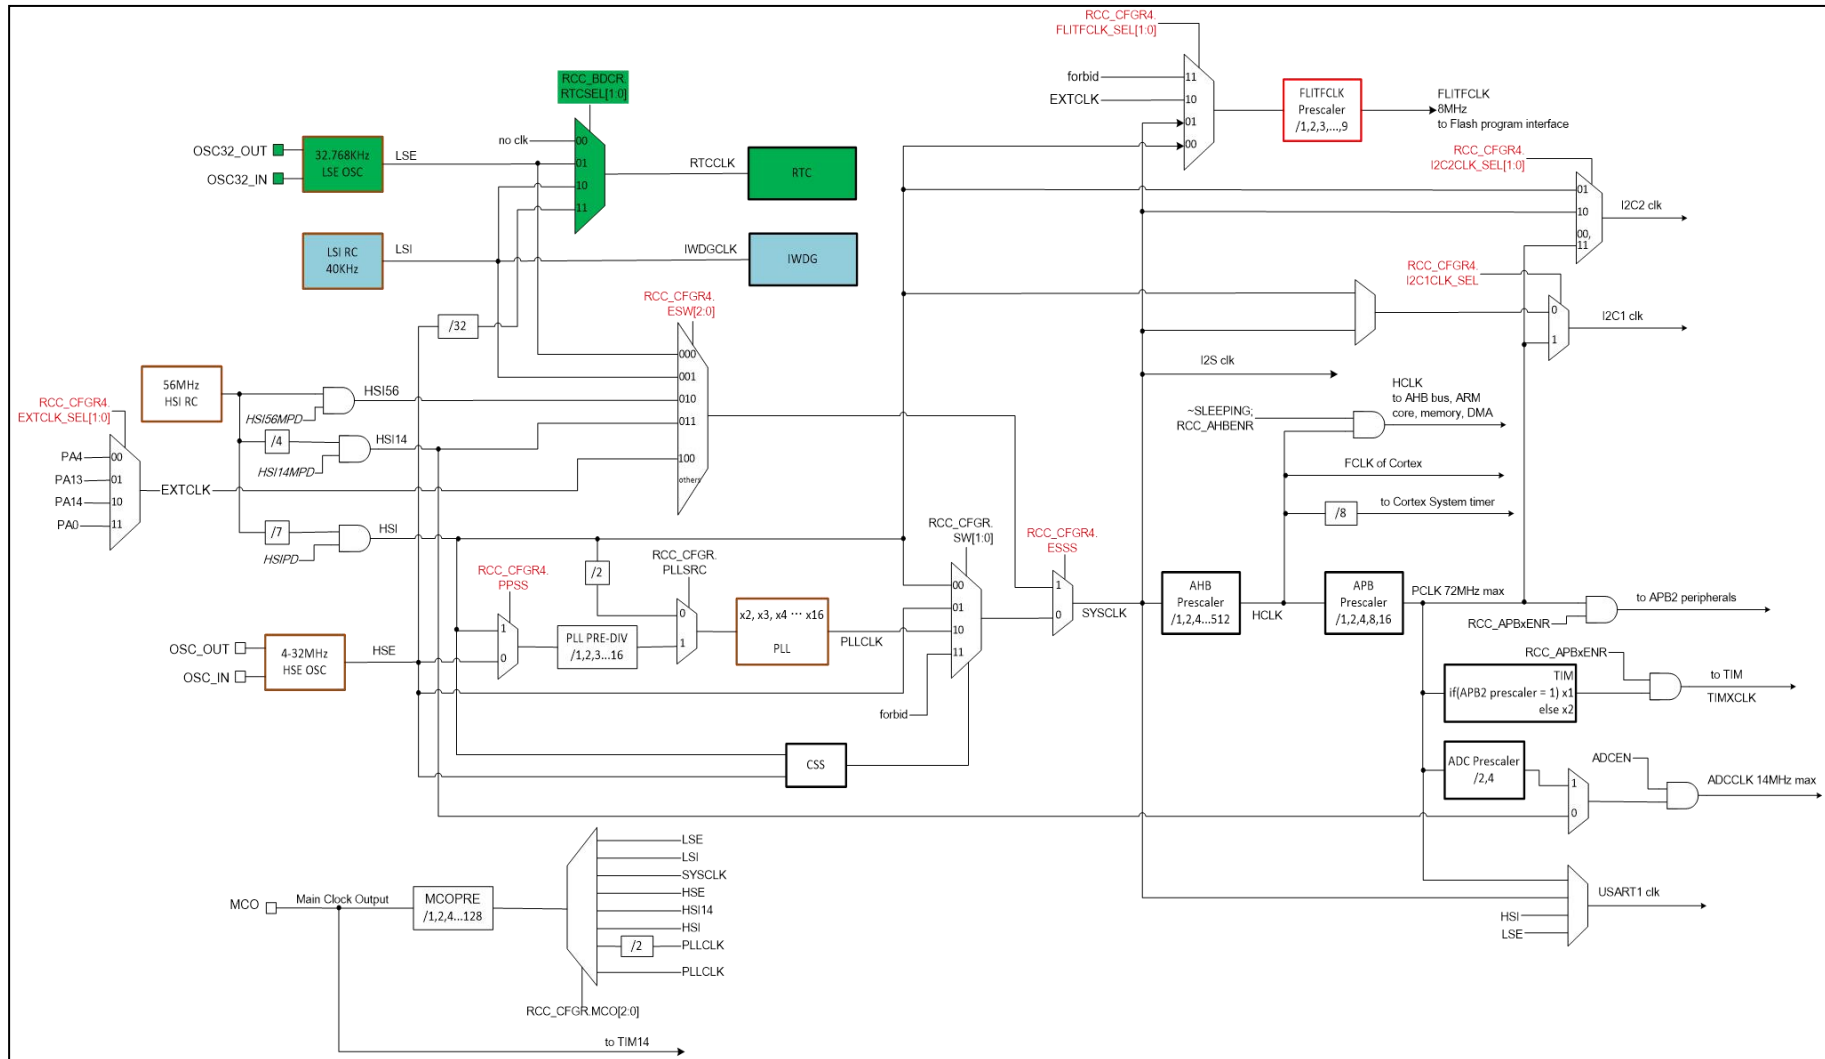 RCC_CFGR4.
FLITFCLK_SEL[1:0]
forbid
EXTCLK
11
10
01
00
FLITFCLK
Prescaler
/1,2,3,...,9
FLITFCLK
8MHz
to Flash program interface
RCC_BDCR.
RTCSEL[1:0]
no clk
00
01
10
11
OSC32_OUT
OSC32_IN
32.768KHz
LSE OSC
LSE
RTCCLK
RTC
LSI RC
40KHz
LSI
IWDGCLK
IWDG
RCC_CFGR4.
I2C2CLK_SEL[1:0]
01
10
00,
11
I2C2 clk
RCC_CFGR4.
I2C1CLK_SEL
0
1
I2C1 clk
I2S clk
RCC_CFGR4.
ESW[2:0]
/32
000
001
010
011
100
others
56MHz
HSI RC
HSI56
HSI56MPD
/4
HSI14
HSI14MPD
RCC_CFGR4.
EXTCLK_SEL[1:0]
PA4
PA13
PA14
PA0
00
01
10
11
EXTCLK
/7
HSI
HSIPD
HCLK
to AHB bus, ARM
core, memory, DMA
~SLEEPING;
RCC_AHBENR
FCLK of Cortex
/8
to Cortex System timer
RCC_CFGR4.
PPSS
1
0
/2
RCC_CFGR.
PLLSRC
0
1
RCC_CFGR.
SW[1:0]
00
01
10
11
RCC_CFGR4.
ESSS
1
0
SYSCLK
AHB
Prescaler
/1,2,4...512
HCLK
APB
Prescaler
/1,2,4,8,16
PCLK 72MHz max
to APB2 peripherals
RCC_APBxENR
OSC_OUT
OSC_IN
4-32MHz
HSE OSC
HSE
PLL PRE-DIV
/1,2,3...16
x2, x3, x4 ··· x16
PLL
PLLCLK
forbid
CSS
RCC_APBxENR
TIM
if(APB2 prescaler = 1) x1
else x2
to TIM
TIMXCLK
ADC Prescaler
/2,4
1
0
ADCEN
ADCCLK 14MHz max
USART1 clk
HSI
LSE
MCO
Main Clock Output
MCOPRE
/1,2,4...128
LSE
LSI
SYSCLK
HSE
HSI14
HSI
/2
PLLCLK
PLLCLK
RCC_CFGR.MCO[2:0]
to TIM14